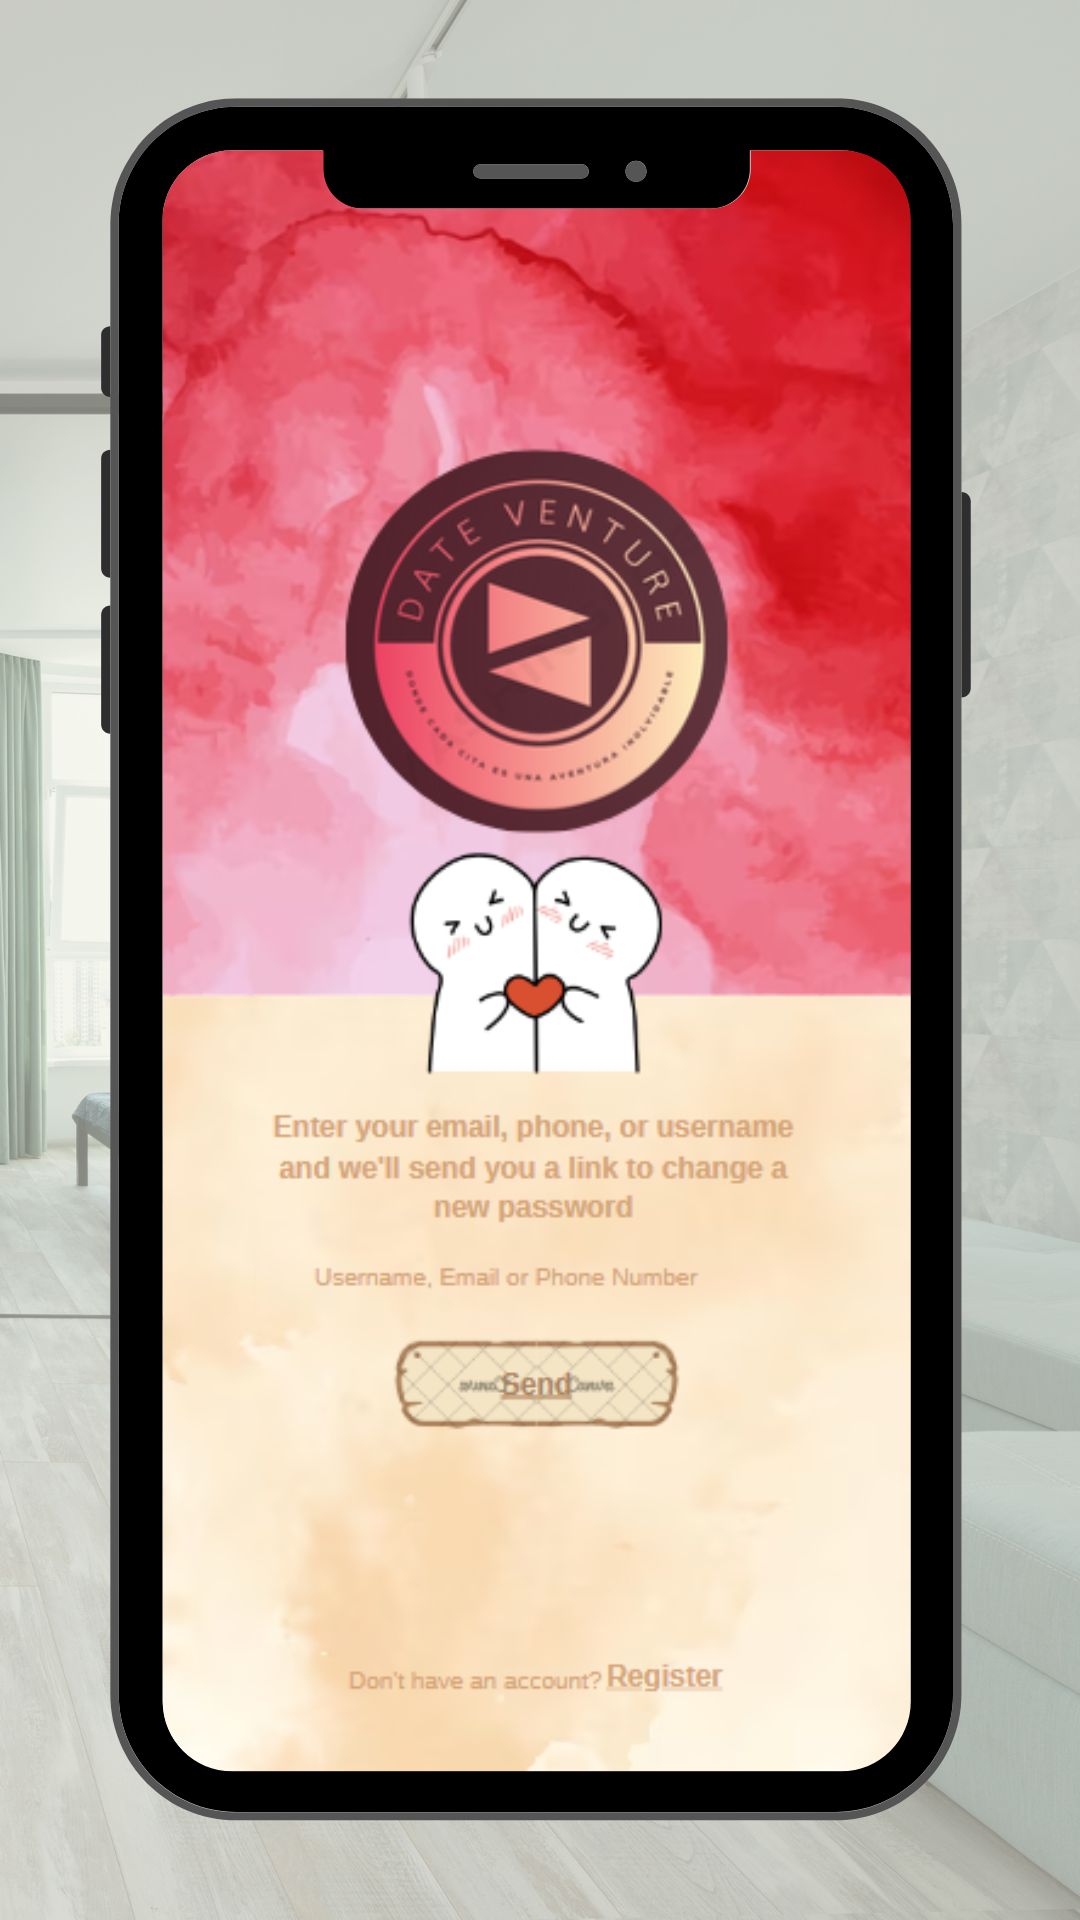 DATE VENTURE
DONDE CADA CITA ES UNA AVENTURA INOLVIDABLE
Enter your email, phone, or username
and we'll send you a link to change a
new password
Username, Email or Phone Number
Send
Don't have an account? Register